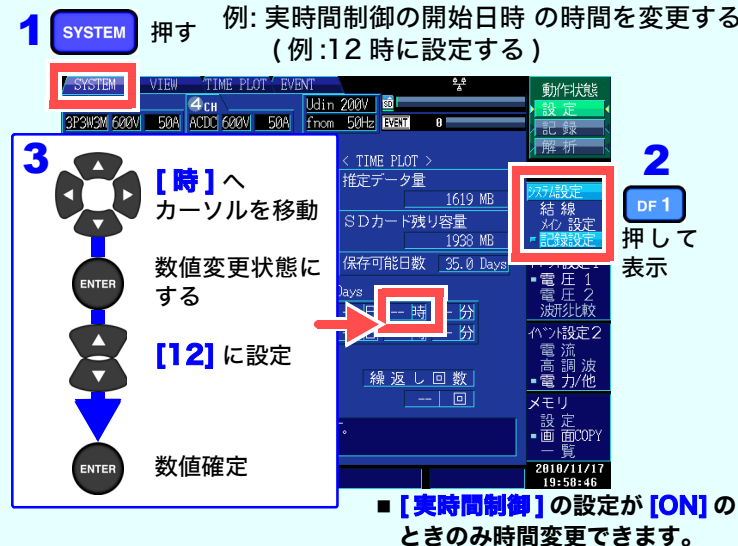 例: 実時間制御の開始日時 の時間を変更する
( 例 :12 時に設定する )
1 SYSTEM 押す
SYSTEM VIEW TIME PLOT EVENT
4CH
3P3W3M 600V 50A ACDC 600V 50A
Udin 200V SD
fnom 50Hz EVENT 0
動作状態
設 定
記 録
解 析
< TIME PLOT >
推定データ量
1619 MB
SDカード残り容量
1938 MB
保存可能日数 35.0 Days
Days
日 -- 時 -- 分
時 -- 分
繰 返 し 回 数
-- 回
3
[ 時 ] へ
カーソルを移動
ENTER
数値変更状態に
する
[12] に設定
ENTER
数値確定
2
DF 1
押 して
表示
システム設定
結 線
メイン 設定
記録設定
電 圧 1
電 圧 2
波形比較
イベント設定2
電 流
高 調 波
電 力/他
メモリ
設 定
画 面COPY
一 覧
2010/11/17
19:58:46
■ [ 実時間制御 ] の設定が [ON] の
ときのみ時間変更できます。